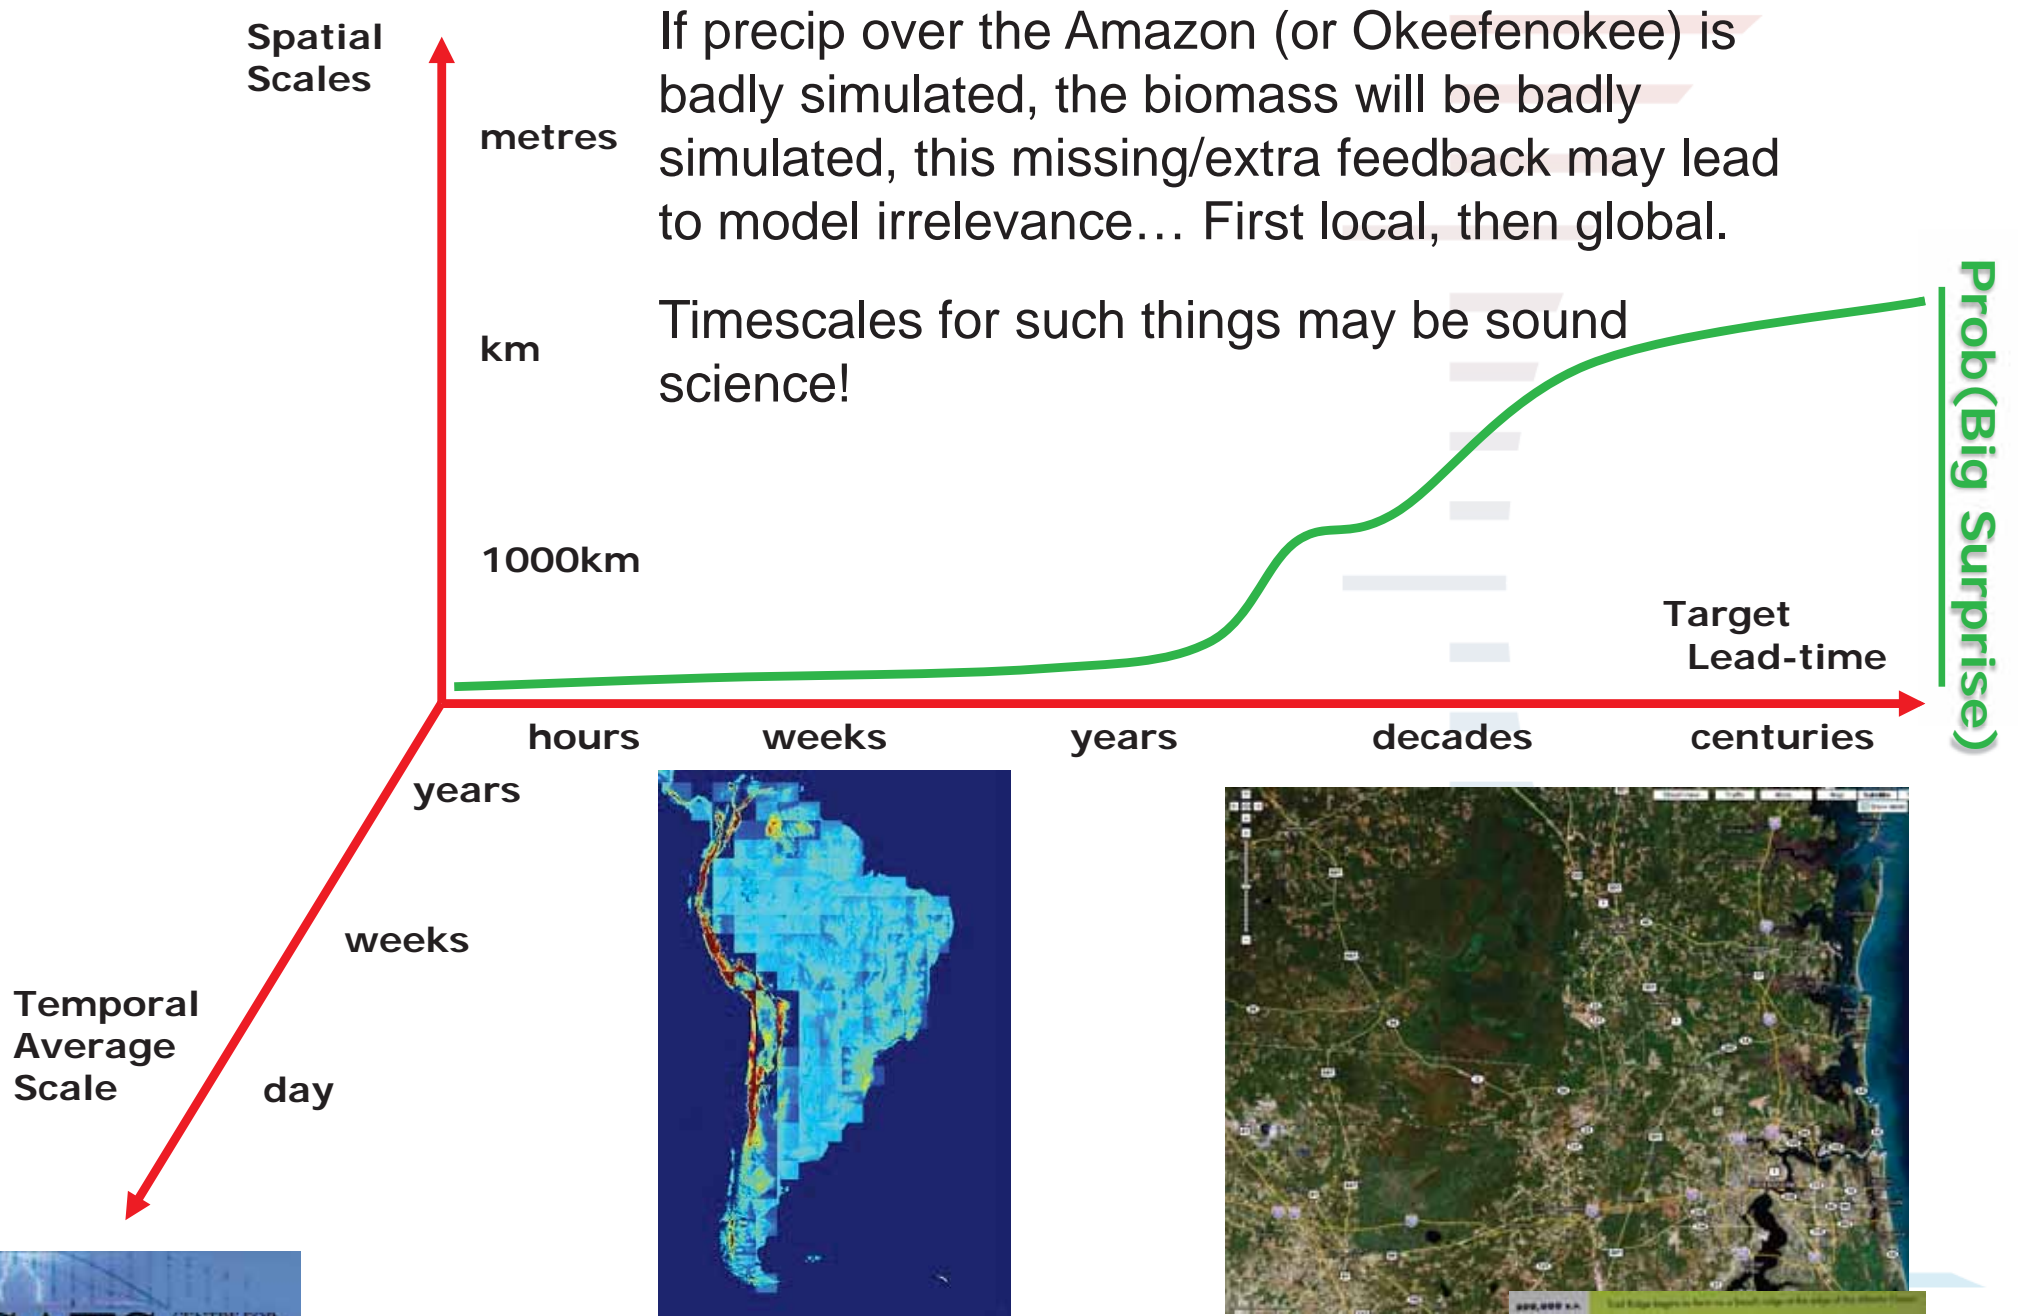 Spatial
Scales
If precip over the Amazon (or Okeefenokee) is
badly simulated, the biomass will be badly
simulated, this missing/extra feedback may lead
to model irrelevance… First local, then global.
Timescales for such things may be sound
science!
metres
km
1000km
Prob(Big Surprise)
Target
Lead-time
hours
weeks
years
decades
centuries
years
weeks
day
Temporal
Average
Scale
CENTRE FOR